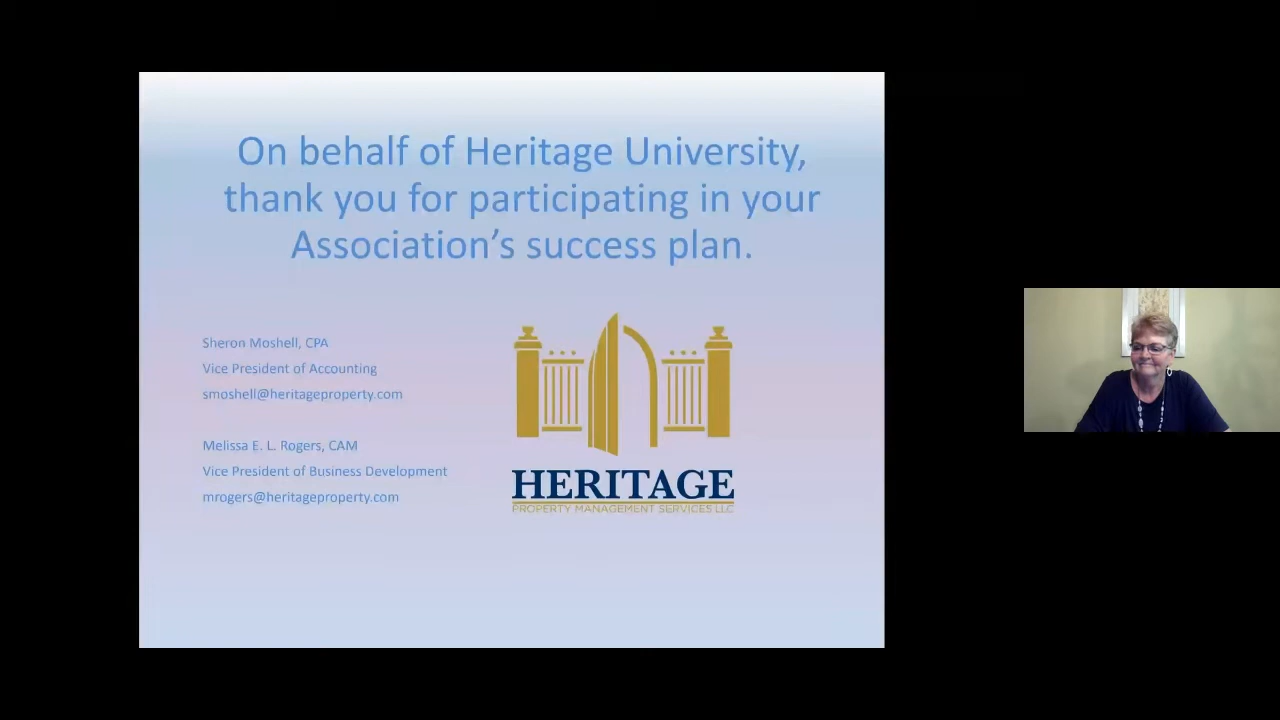 On behalf of Heritage University,
thank you for participating in your
Association’s success plan.
Sheron Moshell, CPA
Vice President of Accounting
smoshell@heritageproperty.com
Melissa E. L. Rogers, CAM
Vice President of Business Development
mrogers@heritageproperty.com
HERITAGE
PROPERTY MANAGEMENT SERVICES LLC